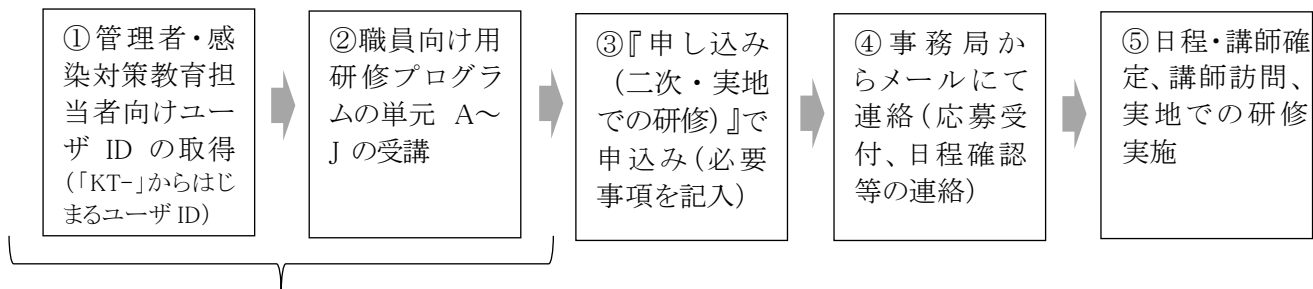 ①管理者・感
染対策教育担
当者向けユー
ザ ID の取得
(「KT-」からはじ
まるユーザ ID)
②職員向け用
研修プログラ
ムの単元 A～
J の受講
③『申し込み
(二次・実地
での研修)』で
申込み(必要
事項を記入)
④事務局か
らメールにて
連絡(応募受
付、日程確認
等の連絡)
⑤日程・講師確
定、講師訪問、
実地での研修
実施